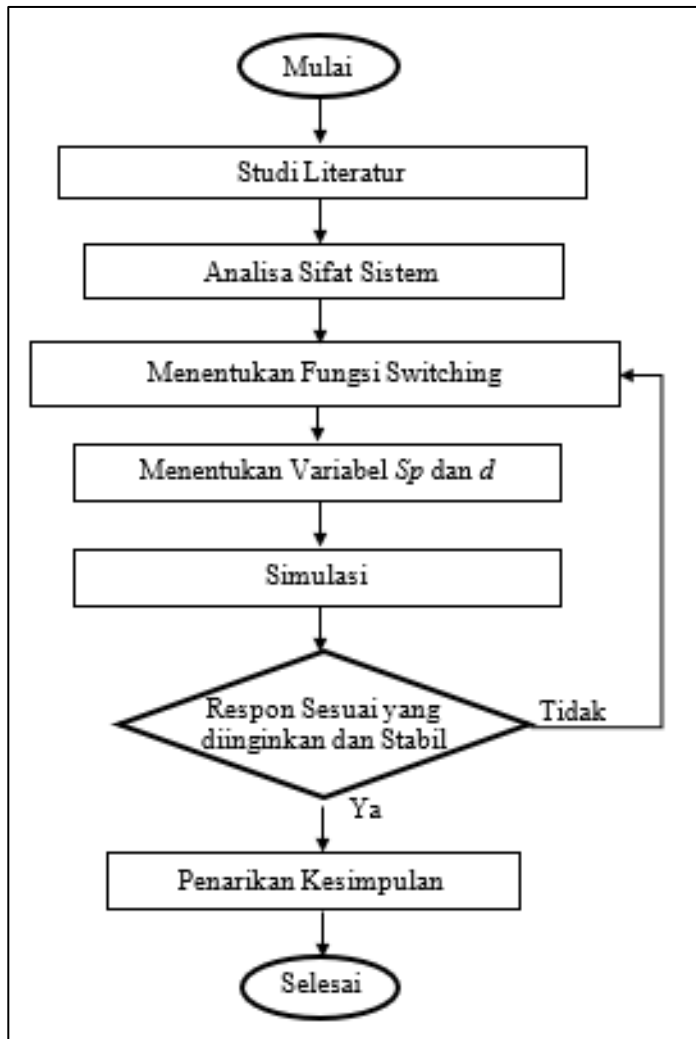 Mulai
Studi Literatur
Analisa Sifat Sistem
Menentukan Fungsi Switching
Menentukan Variabel Sp dan d
Simulasi
Respon Sesuai yang
diinginkan dan Stabil
Tidak
Ya
Penarikan Kesimpulan
Selesai